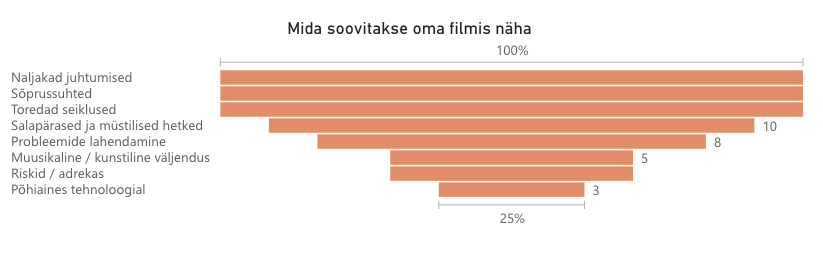 Mida soovitakse oma filmis näha
100%
Naljakad juhtumised
Sõprussuhted
Toredad seiklused
Salapärased ja müstilised hetked 10
Probleemide lahendamine 8
Muusikaline / kunstiline väljendus 5
Riskid / adrekas
Põhiaines tehnoloogial 3
25%